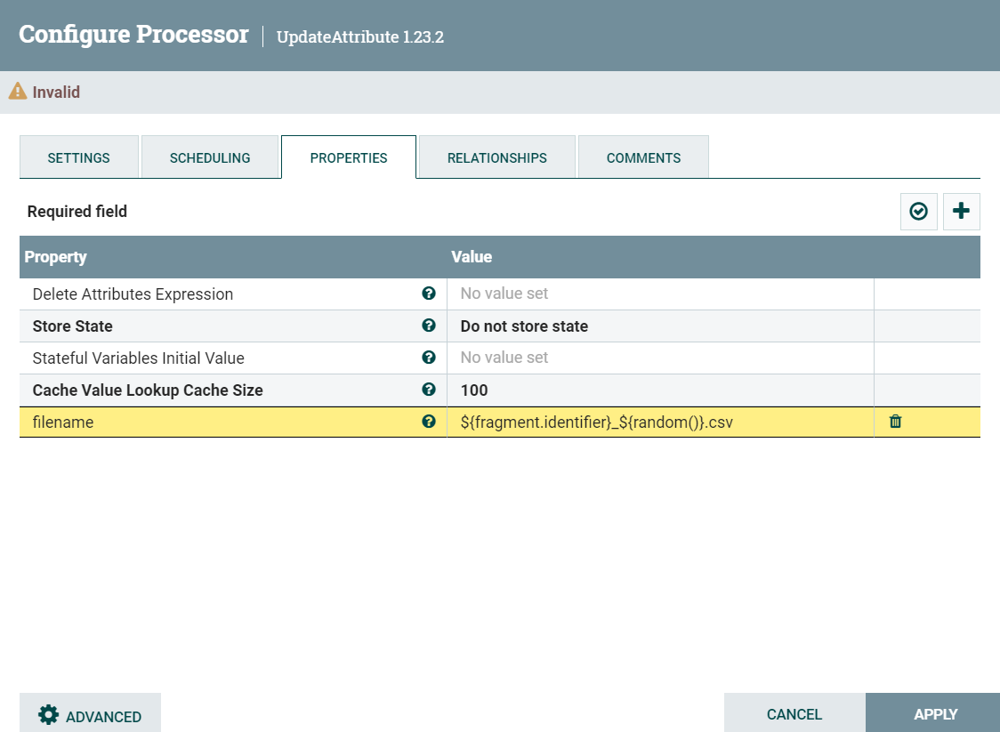 Configure Processor | UpdateAttribute 1.23.2
Invalid
SETTINGS SCHEDULING PROPERTIES RELATIONSHIPS COMMENTS
Required field
Property Value
Delete Attributes Expression No value set
Store State Do not store state
Stateful Variables Initial Value No value set
Cache Value Lookup Cache Size 100
filename ${fragment.identifier}_${random()}.csv
ADVANCED CANCEL APPLY